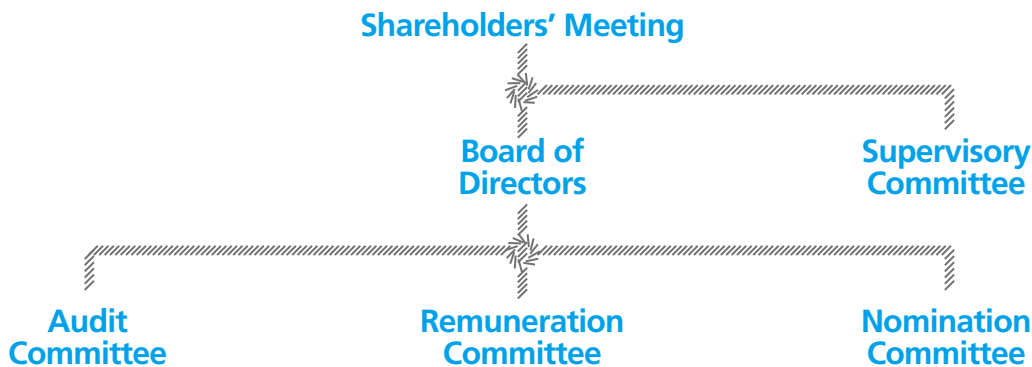 Shareholders’ Meeting
Board of
Directors
Supervisory
Committee
Audit
Committee
Remuneration
Committee
Nomination
Committee